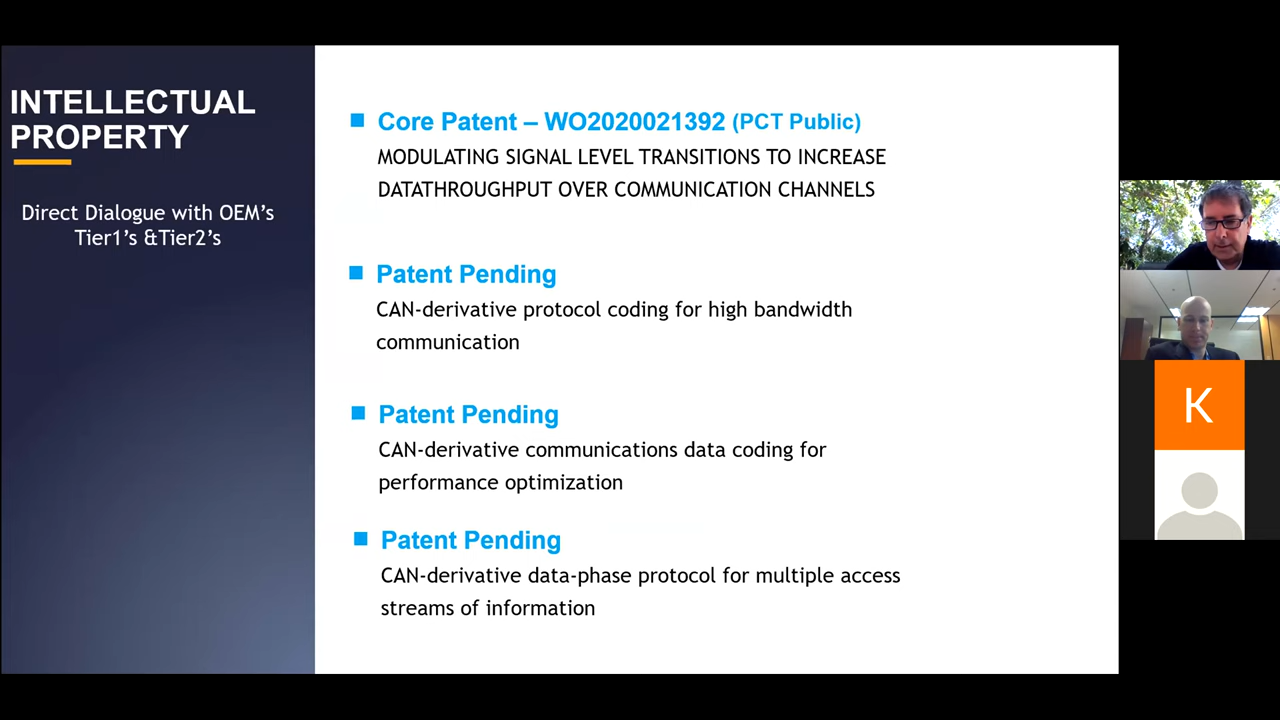 INTELLECTUAL
PROPERTY
Direct Dialogue with OEM's
Tier1's &Tier2's
Core Patent – WO2020021392 (PCT Public)
MODULATING SIGNAL LEVEL TRANSITIONS TO INCREASE
DATATHROUGHPUT OVER COMMUNICATION CHANNELS
Patent Pending
CAN-derivative protocol coding for high bandwidth
communication
Patent Pending
CAN-derivative communications data coding for
performance optimization
Patent Pending
CAN-derivative data-phase protocol for multiple access
streams of information
K